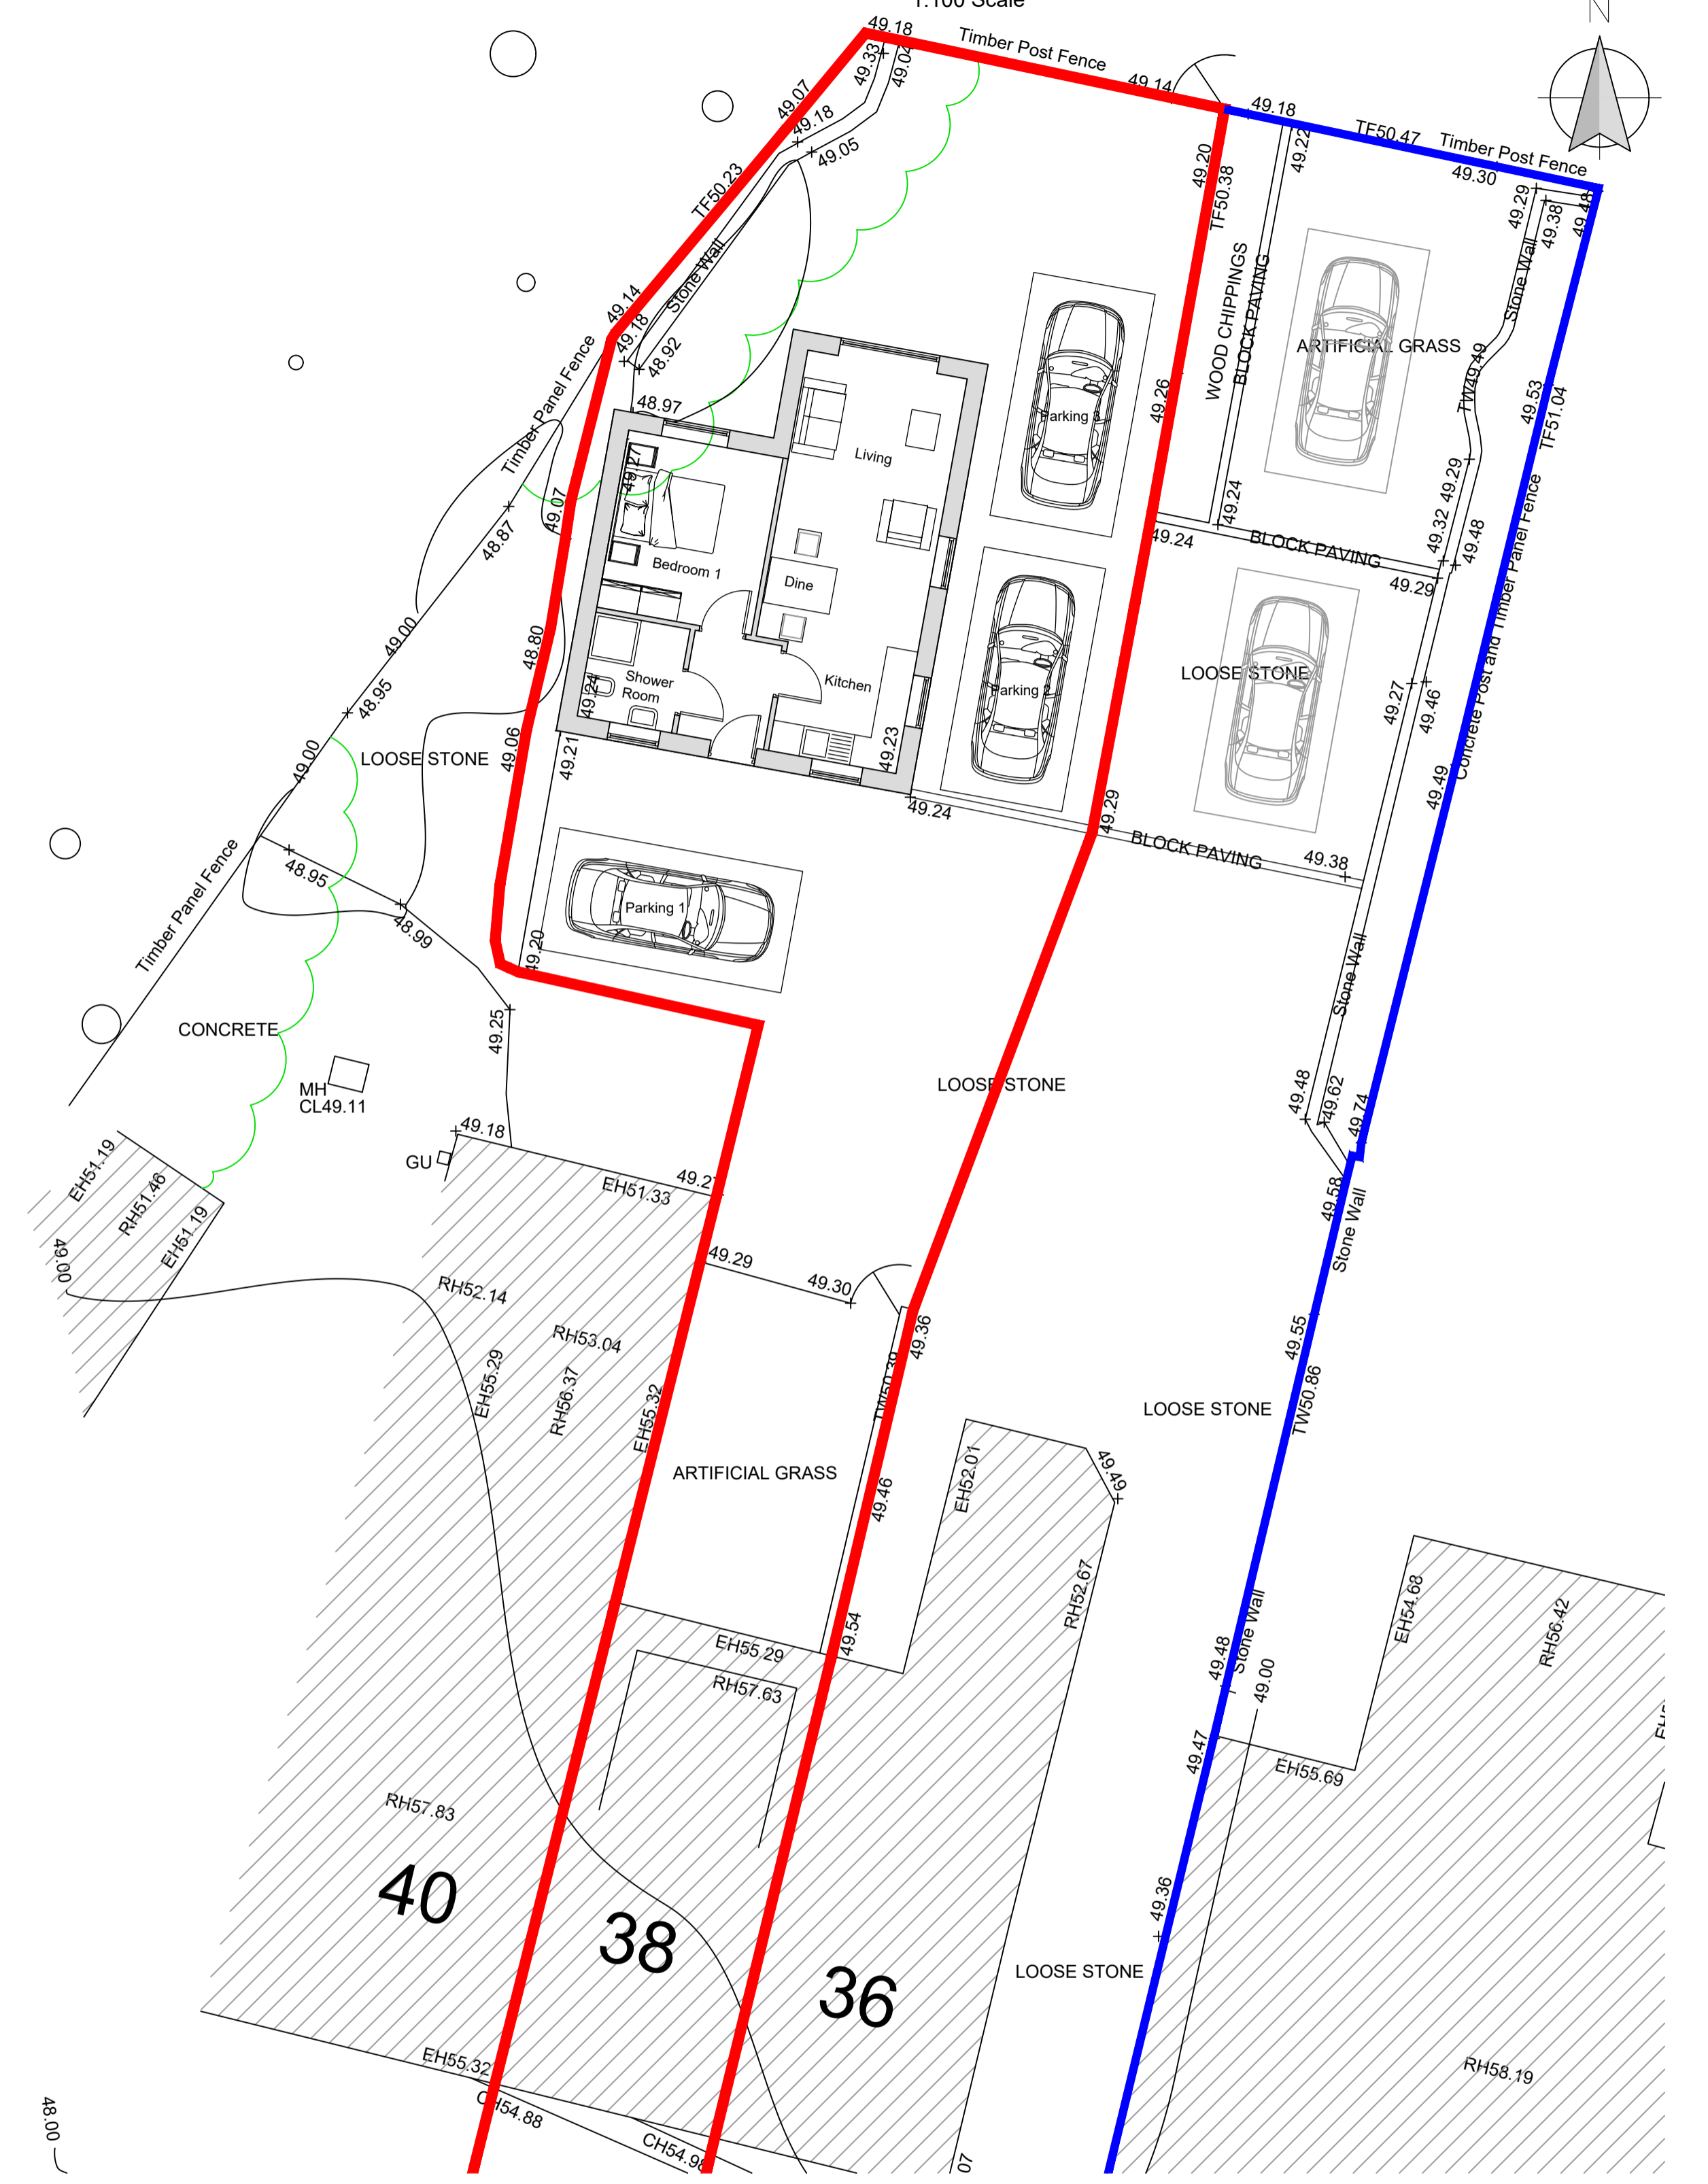 1:100 Scale
N
49.18
Timber Post Fence
49.33
49.04
49.14
49.07
49.18
49.18
49.05
TF50.47
Timber Post Fence
49.22
49.20
TF50.38
49.30
49.29
49.38
49.48
TF50.23
Stone Wall
Stone Wall
WOOD CHIPPINGS
BLOCK PAVING
49.14
49.18
48.92
ARTIFICIAL GRASS
TW49.49
49.53
TF51.04
Timber Panel Fence
48.97
49.26
Parking 3
Living
49.27
49.29
49.07
48.87
49.24
49.24
BLOCK PAVING
49.32
49.48
49.29
Concrete Post and Timber Panel Fence
Bedroom 1
Dine
49.00
48.80
48.95
Shower
Room
49.24
Kitchen
Parking 2
LOOSE STONE
49.27
49.46
49.00
LOOSE STONE
49.06
49.21
49.23
49.24
49.29
49.49
BLOCK PAVING
49.38
Timber Panel Fence
48.95
48.99
Parking 1
49.20
Stone Wall
CONCRETE
49.25
MH
CL49.11
LOOSE STONE
49.48
49.62
49.74
49.18
GU
EH51.33
49.27
EH51.19
RH51.46
EH51.19
49.00
49.58
Stone Wall
49.29
49.30
RH52.14
RH53.04
49.36
49.55
EH55.29
RH56.37
EH55.32
TW50.39
TW50.86
LOOSE STONE
ARTIFICIAL GRASS
49.46
EH52.01
49.49
RH52.67
49.54
EH55.29
RH57.63
EH54.68
RH56.42
49.48
Stone Wall
49.00
49.47
EH55.69
RH57.83
40
38
36
49.36
LOOSE STONE
EH55.32
CH54.88
CH54.98
RH58.19
48.00
07